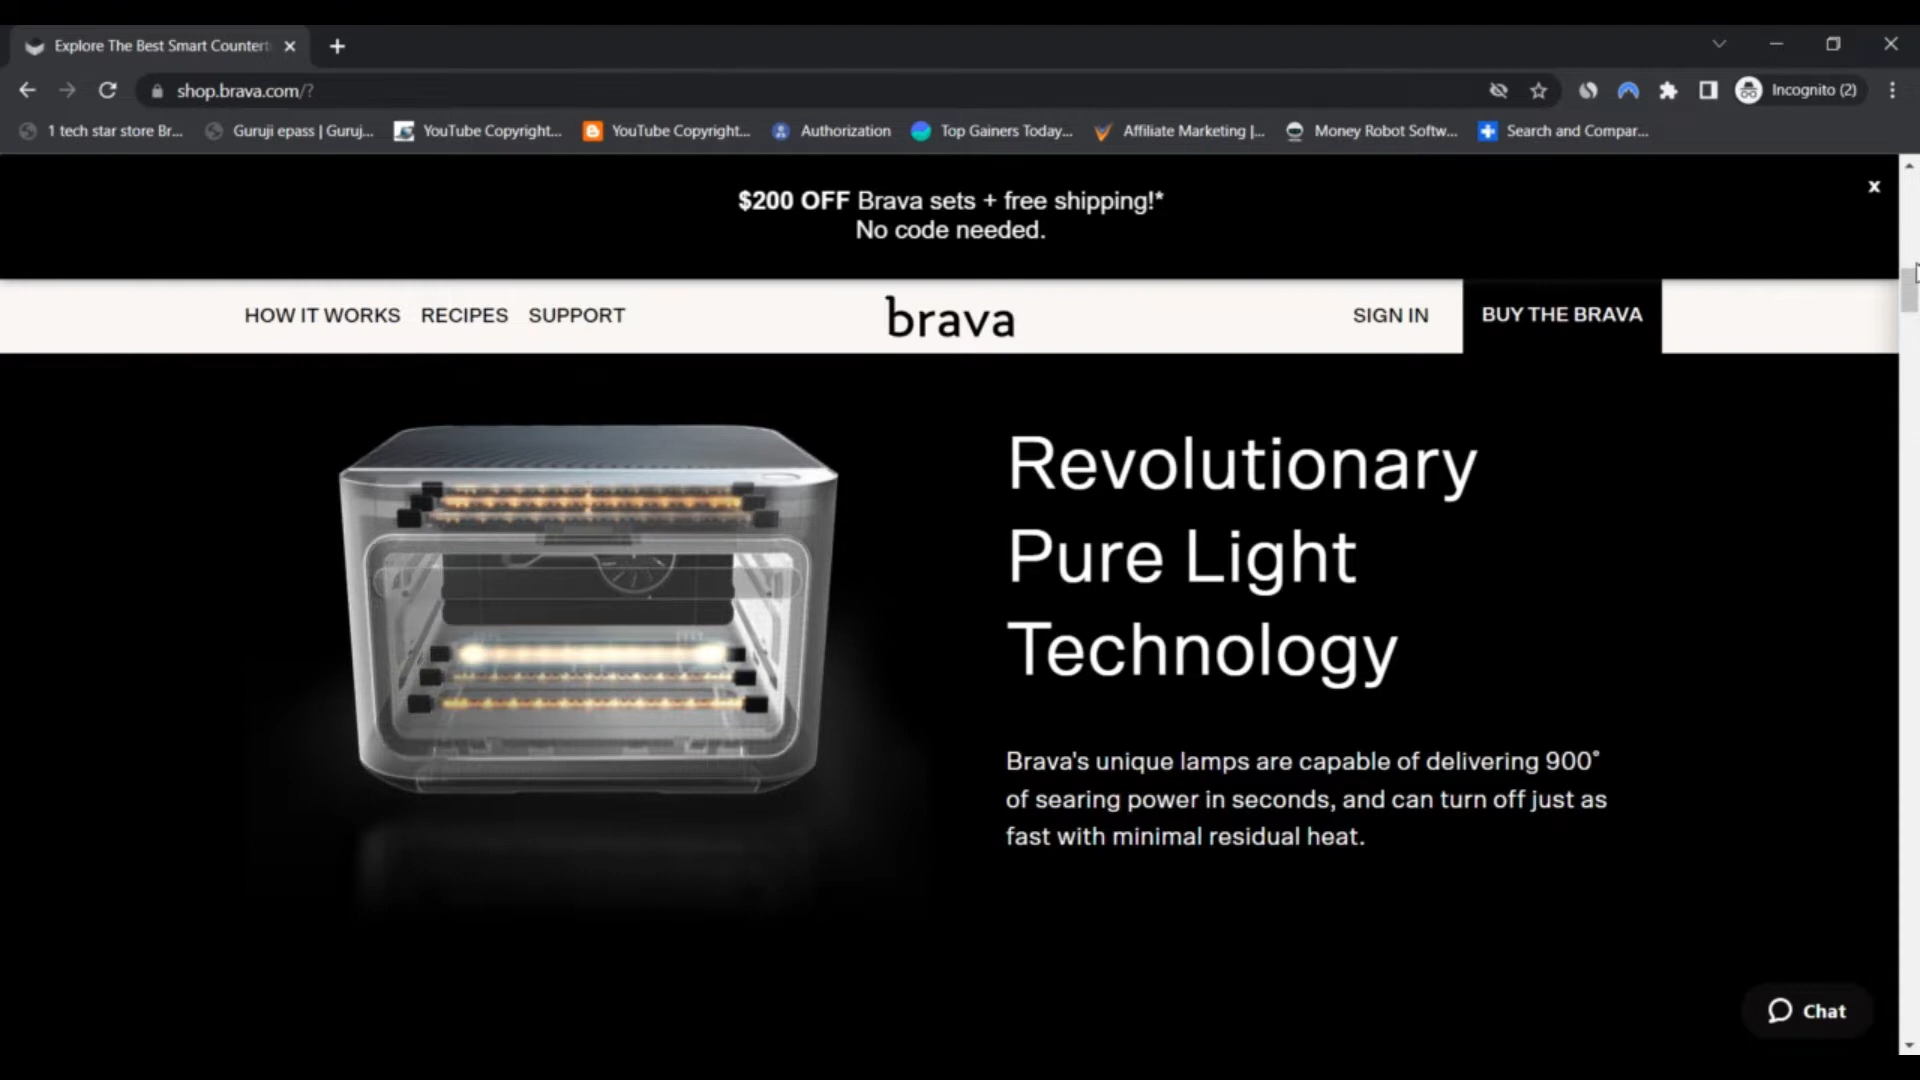 Explore The Best Smart Countert
shop.brava.com/?
Incognito (2)
1 tech star store Br...
Guruji epass | Guruj...
YouTube Copyright...
YouTube Copyright...
Authorization
Top Gainers Today...
Affiliate Marketing |...
Money Robot Softw...
Search and Compar...
$200 OFF Brava sets + free shipping!*
No code needed.
x
HOW IT WORKS
RECIPES
SUPPORT
brava
SIGN IN
BUY THE BRAVA
Revolutionary
Pure Light
Technology
Brava's unique lamps are capable of delivering 900°
of searing power in seconds, and can turn off just as
fast with minimal residual heat.
Chat